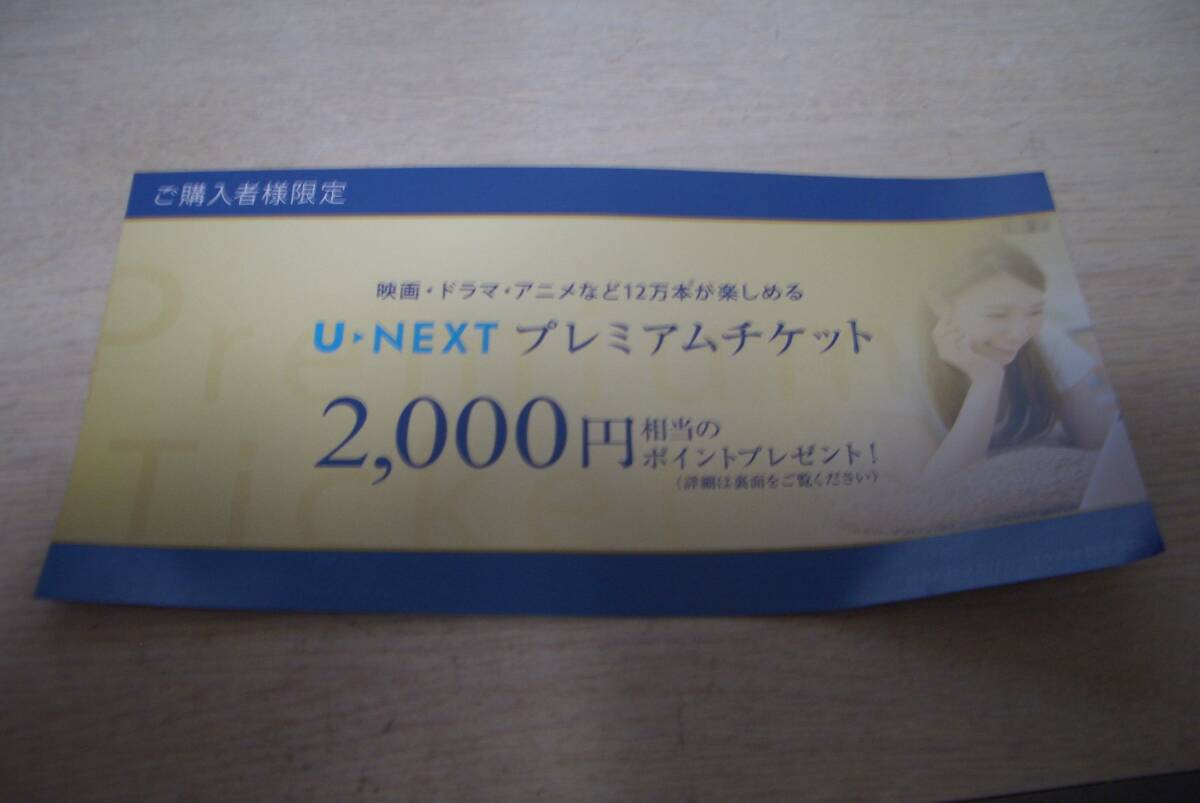 ご購入者様限定
Premium
Ticket
映画・ドラマ・アニメなど12万本が楽しめる
U-NEXT プレミアムチケット
2,000円 相当の
ポイントプレゼント!
(詳細は裏面をご覧ください)